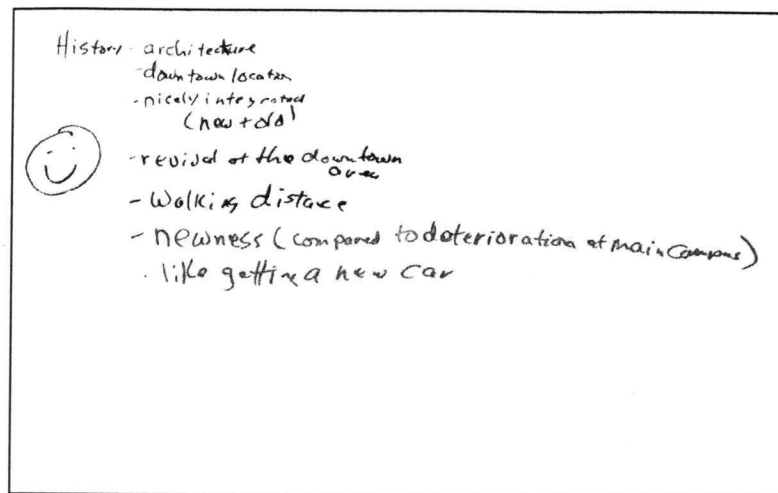 History - architecture
- downtown location
- nicely integrated
(new + old)
- revival of the downtown
area
- walking distance
- newness (compared to deterioration at main campus)
. like getting a new car